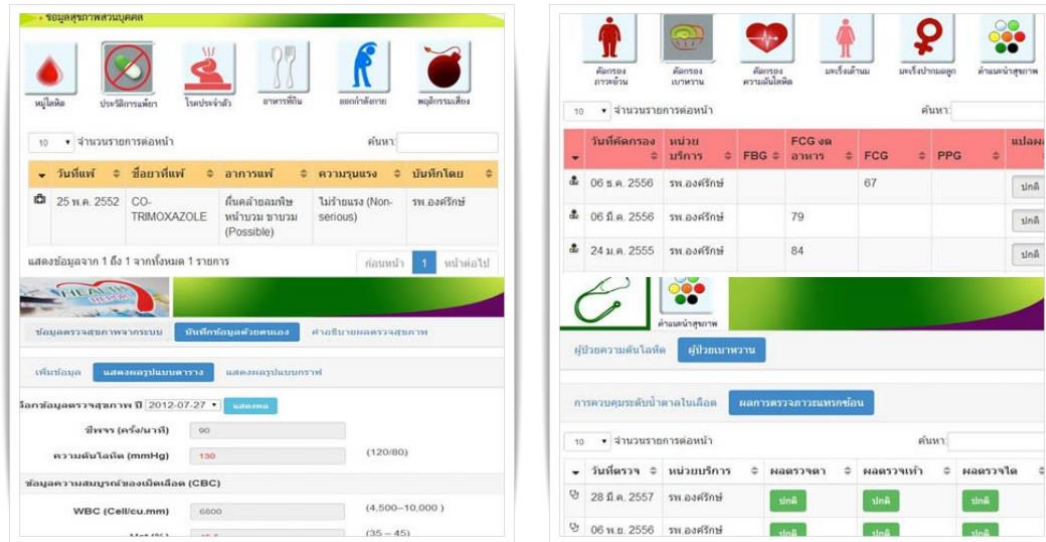 ข้อมูลสุขภาพส่วนบุคคล
หมู่โลหิต ประวัติการแพ้ยา โรคประจำตัว อาหารที่กิน ออกกำลังกาย พฤติกรรมเสี่ยง
10 จำนวนรายการต่อหน้า ค้นหา:
วันที่แพ้ ชื่อยาที่แพ้ อาการแพ้ ความรุนแรง บันทึกโดย
25 พ.ค. 2552 CO- ผื่นคล้ายลมพิษ ไม่ร้ายแรง (Non- รพ.องครักษ์
TRIMOXAZOLE หน้าบวม ขาบวม serious)
(Possible)
แสดงข้อมูลจาก 1 ถึง 1 จากทั้งหมด 1 รายการ ก่อนหน้า 1 หน้าต่อไป
HEALTH
REPORT
ข้อมูลตรวจสุขภาพจากระบบ บันทึกข้อมูลด้วยตนเอง คำอธิบายผลตรวจสุขภาพ
เพิ่มข้อมูล แสดงผลรูปแบบตาราง แสดงผลรูปแบบกราฟ
ลือกข้อมูลตรวจสุขภาพ ปี 2012-07-27 แสดงผล
ชีพจร (ครั้ง/นาที) 90
ความดันโลหิต (mmHg) 130 (120/80)
ข้อมูลความสมบูรณ์ของเม็ดเลือด (CBC)
WBC (Cell/cu.mm) 6800 (4,500-10,000 )
(35 - 45)
คัดกรอง คัดกรอง คัดกรอง มะเร็งเต้านม มะเร็งปากมดลูก คำแนะนำสุขภาพ
ภาวะอ้วน เบาหวาน ความดันโลหิต
10 จำนวนรายการต่อหน้า ค้นหา:
วันที่คัดกรอง หน่วย FCG งด แปลผล
บริการ FBG อาหาร FCG PPG
06 ธ.ค. 2556 รพ.องครักษ์ 67 ปกติ
06 มี.ค. 2556 รพ.องครักษ์ 79 ปกติ
24 ม.ค. 2555 รพ.องครักษ์ 84 ปกติ
คำแนะนำสุขภาพ
ผู้ป่วยความดันโลหิต ผู้ป่วยเบาหวาน
การควบคุมระดับน้ำตาลในเลือด ผลการตรวจภาวะแทรกซ้อน
10 จำนวนรายการต่อหน้า ค้นหา:
วันที่ตรวจ หน่วยบริการ ผลตรวจตา ผลตรวจเท้า ผลตรวจไต
28 มี.ค. 2557 รพ.องครักษ์ ปกติ ปกติ ปกติ
06 พ.ย. 2556 รพ.องครักษ์ ปกติ ปกติ ปกติ